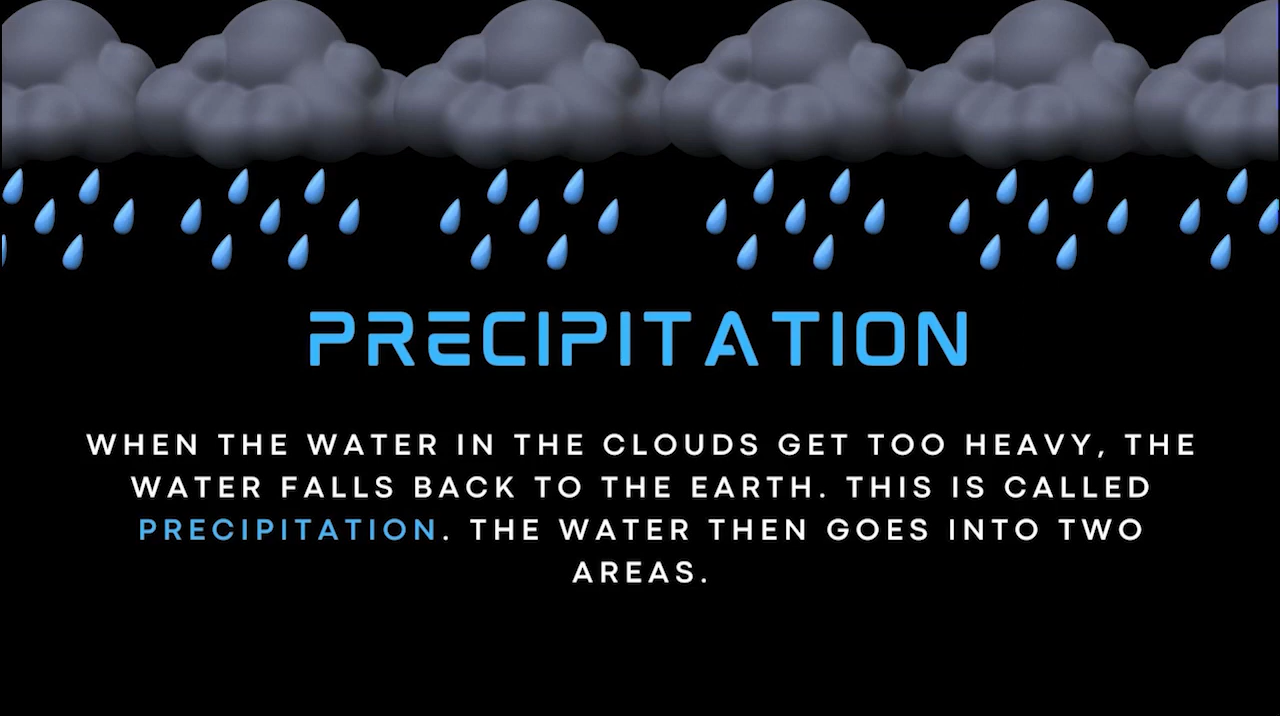 PRECIPITATION
WHEN THE WATER IN THE CLOUDS GET TOO HEAVY, THE
WATER FALLS BACK TO THE EARTH. THIS IS CALLED
PRECIPITATION. THE WATER THEN GOES INTO TWO
AREAS.